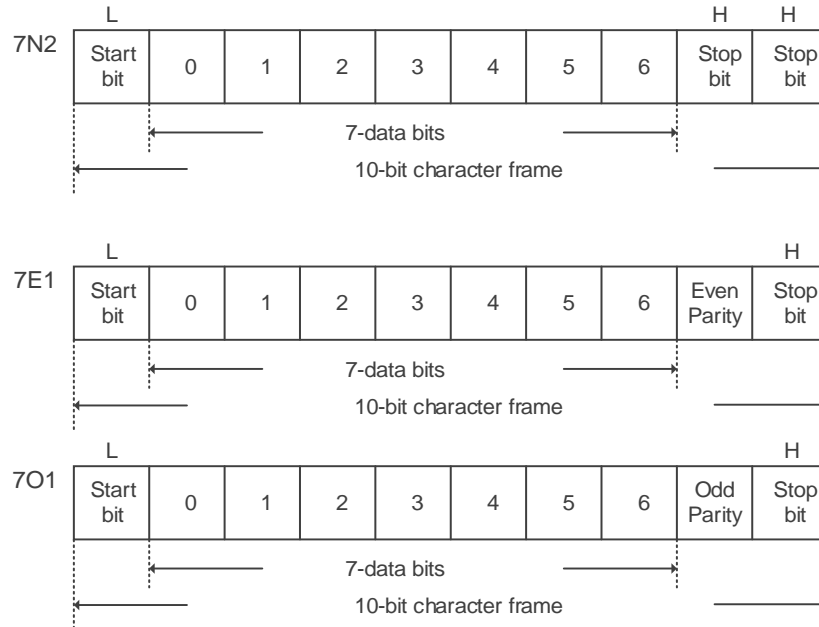 L H H
7N2
Start bit 0 1 2 3 4 5 6 Stop bit Stop bit
7-data bits
10-bit character frame
L H
7E1
Start bit 0 1 2 3 4 5 6 Even Parity Stop bit
7-data bits
10-bit character frame
L H
7O1
Start bit 0 1 2 3 4 5 6 Odd Parity Stop bit
7-data bits
10-bit character frame